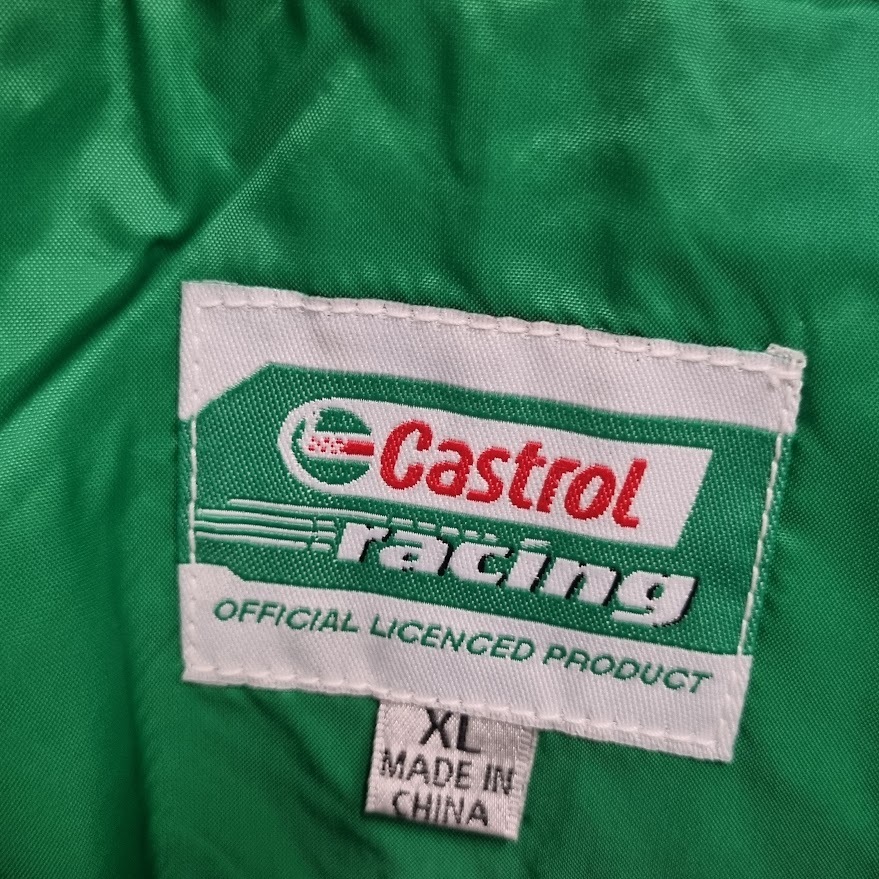 Castrol
racing
OFFICIAL LICENCED PRODUCT
XL
MADE IN
CHINA